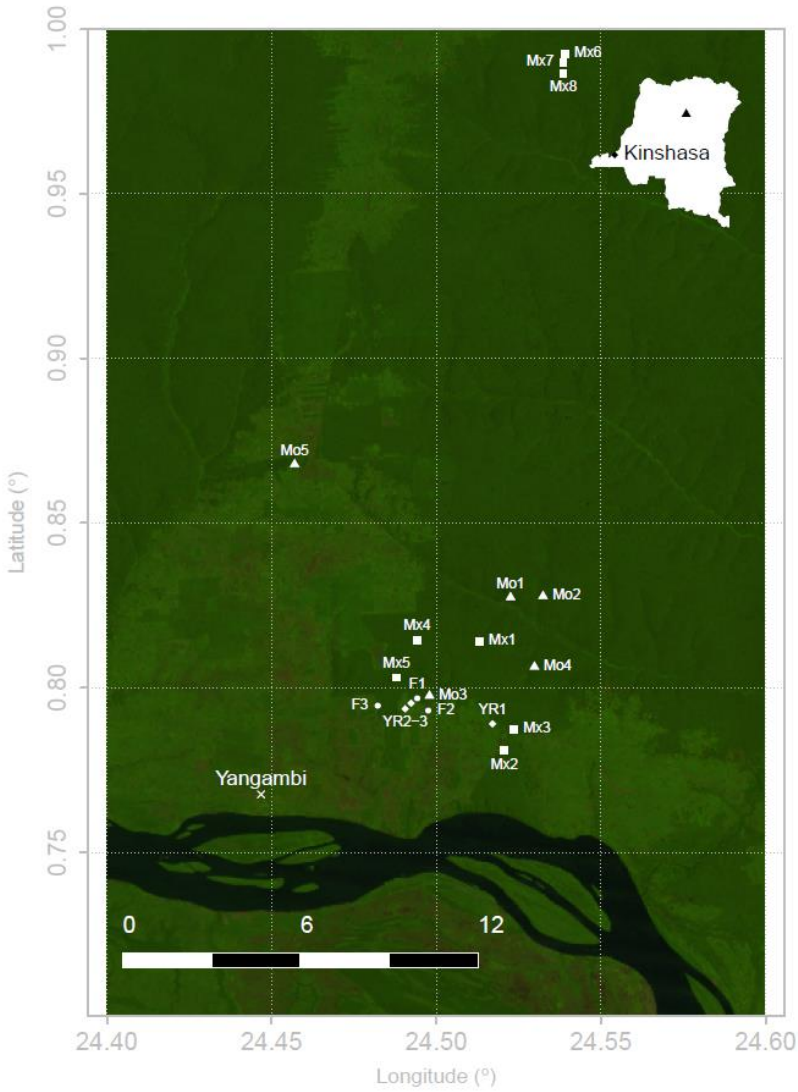 1.00
Mx6
Mx7
Mx8
Kinshasa
0.95
0.90
Mo5
0.85
Mo1
Mo2
Mx4
Mx1
Mo4
Mx5
F1
0.80
Mo3
F3
F2
YR1
YR2-3
Mx3
Mx2
Yangambi
0.75
0 6 12
24.40 24.45 24.50 24.55 24.60
Latitude (°)
Longitude (°)